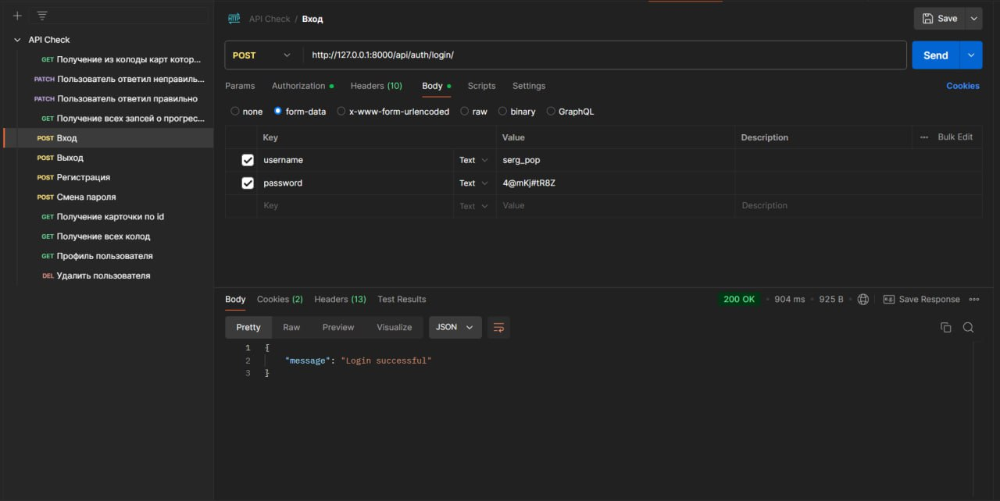 API Check / Вход
Save
API Check
GET Получение из колоды карт котор...
PATCH Пользователь ответил неправиль...
PATCH Пользователь ответил правильно
GET Получение всех запсей о прогрес...
POST Вход
POST Выход
POST Регистрация
POST Смена пароля
GET Получение карточки по id
GET Получение всех колод
GET Профиль пользователя
DEL Удалить пользователя
HTTP
POST http://127.0.0.1:8000/api/auth/login/ Send
Params Authorization Headers (10) Body Scripts Settings Cookies
none form-data x-www-form-urlencoded raw binary GraphQL
Key Value Description ... Bulk Edit
username Text serg_pop
password Text 4@mKj#tR8Z
Key Text Value Description
Body Cookies (2) Headers (13) Test Results 200 OK • 904 ms • 925 B • e.g. Save Response ...
Pretty Raw Preview Visualize JSON
1 {
2 "message": "Login successful"
3 }